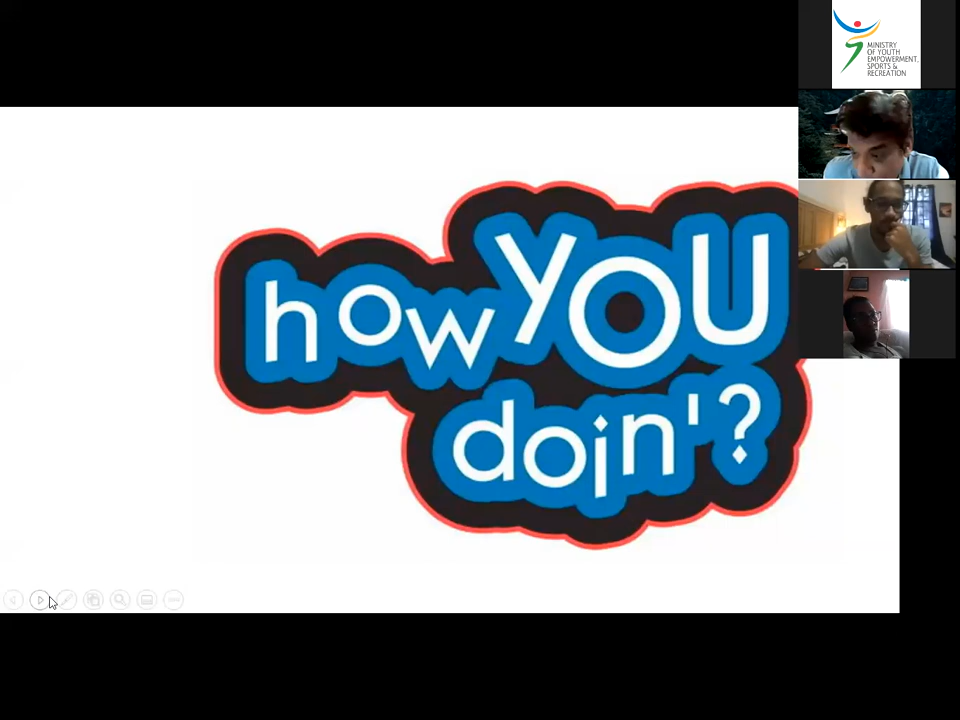 MINISTRY
OF YOUTH
EMPOWERMENT,
SPORTS &
RECREATION
how YOU
doin'?